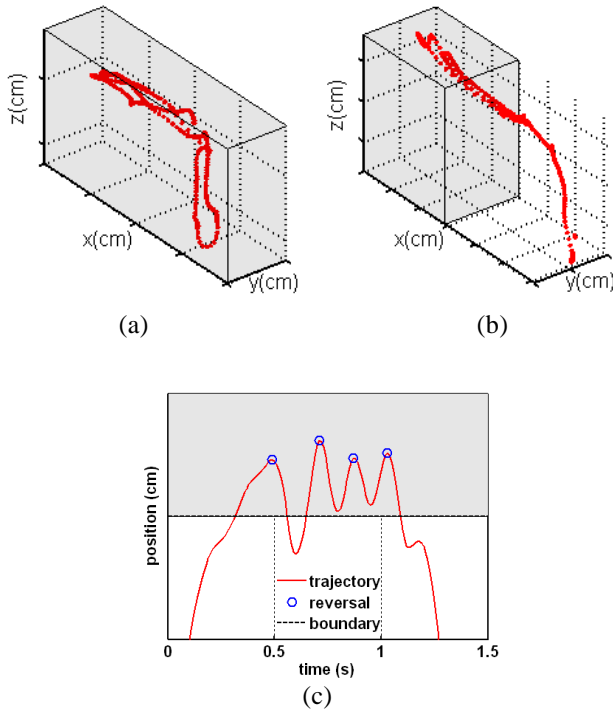 z(cm)
x(cm)
y(cm)
(a)
z(cm)
x(cm)
y(cm)
(b)
position (cm)
trajectory
reversal
boundary
0 0.5 1 1.5
time (s)
(c)